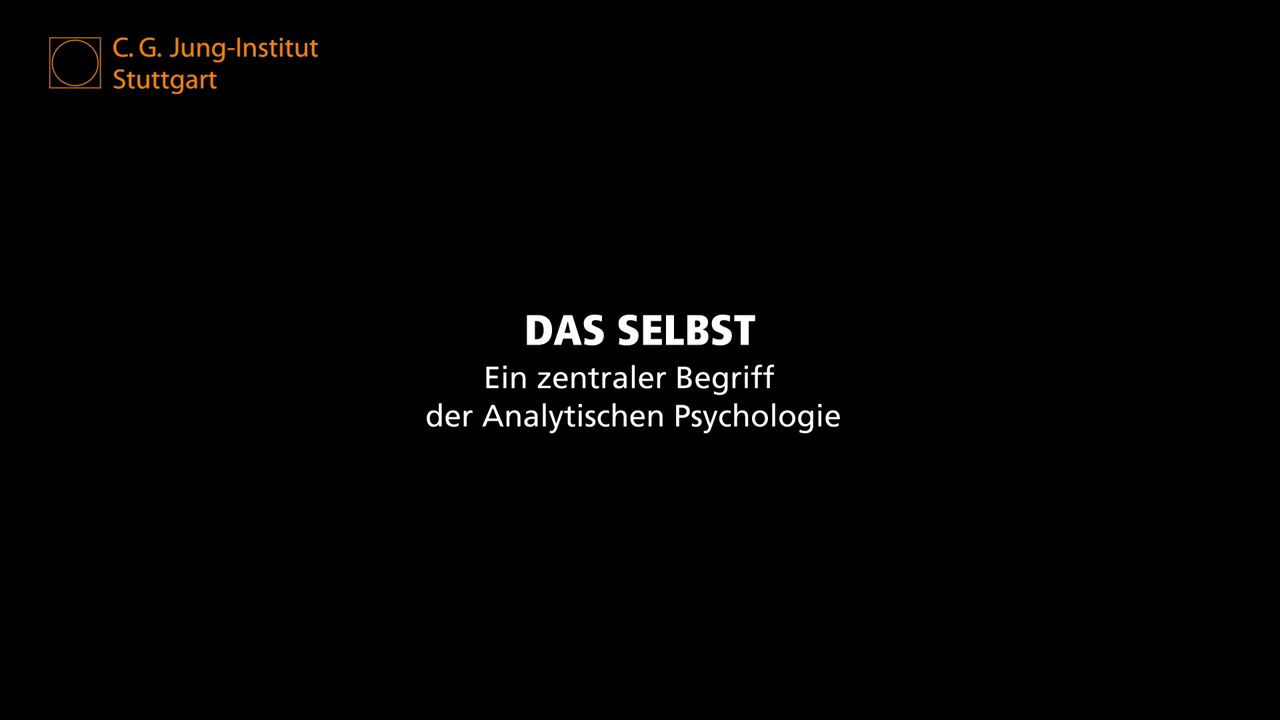 C. G. Jung-Institut
Stuttgart
DAS SELBST
Ein zentraler Begriff
der Analytischen Psychologie